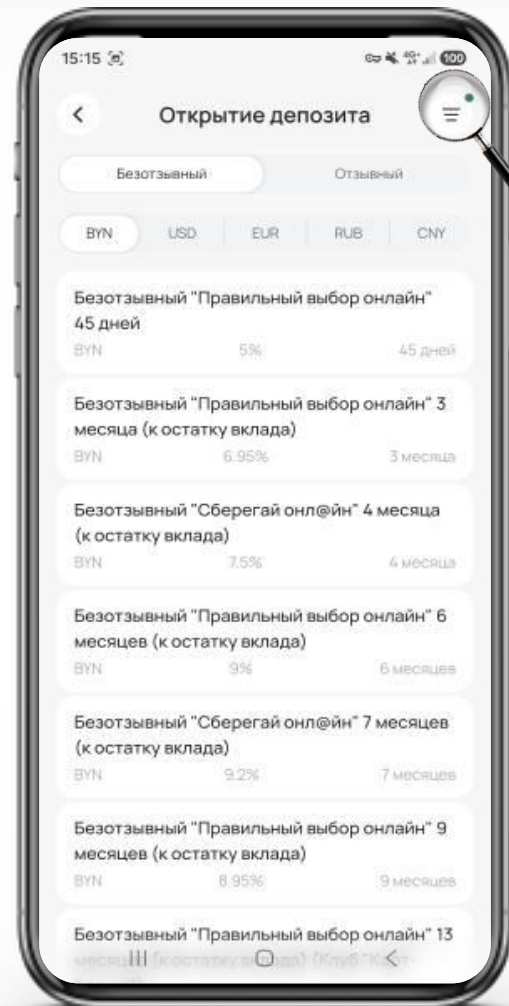 15:15
100
Открытие депозита
Безотзывный Отзывный
BYN USD EUR RUB CNY
Безотзывный "Правильный выбор онлайн"
45 дней
BYN 5% 45 дней
Безотзывный "Правильный выбор онлайн" 3
месяца (к остатку вклада)
BYN 6.95% 3 месяца
Безотзывный "Сберегай онл@йн" 4 месяца
(к остатку вклада)
BYN 7.5% 4 месяца
Безотзывный "Правильный выбор онлайн" 6
месяцев (к остатку вклада)
BYN 9% 6 месяцев
Безотзывный "Сберегай онл@йн" 7 месяцев
(к остатку вклада)
BYN 9.2% 7 месяцев
Безотзывный "Правильный выбор онлайн" 9
месяцев (к остатку вклада)
BYN 8.95% 9 месяцев
Безотзывный "Правильный выбор онлайн" 13
(к остатку вклада) (Клуб